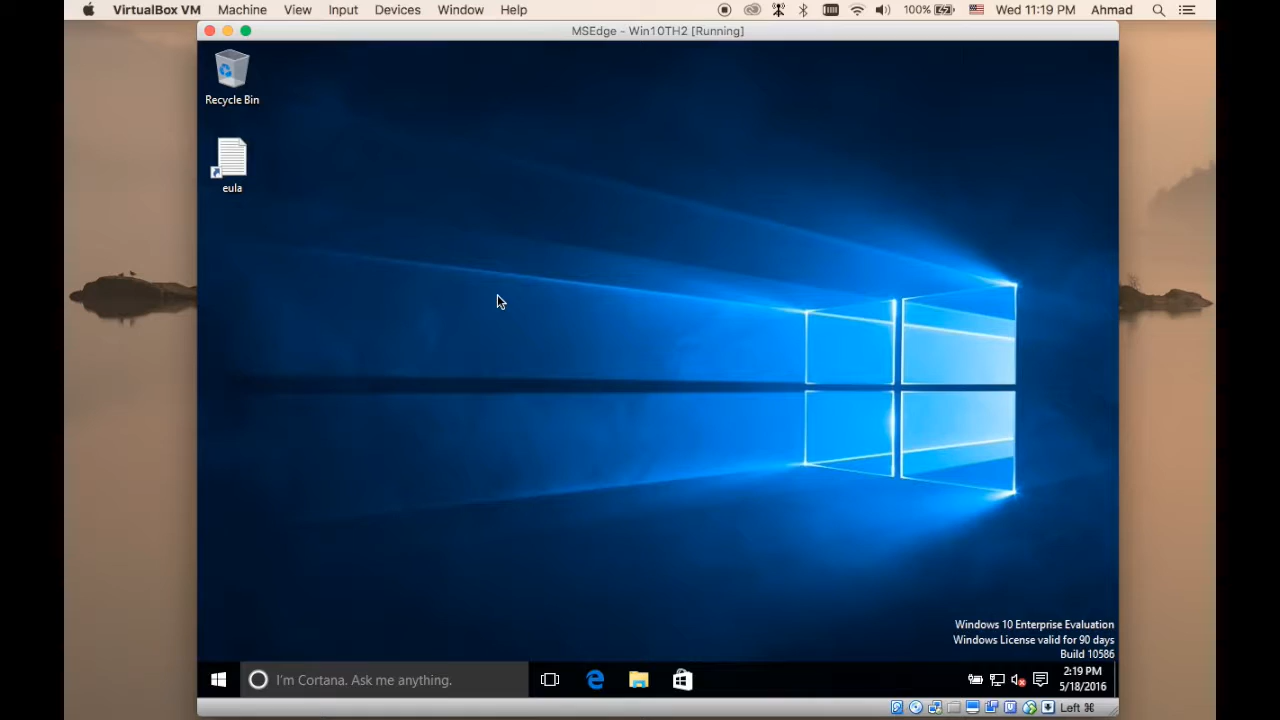 VirtualBox VM Machine View Input Devices Window Help 100% Wed 11:19 PM Ahmad
MSEdge - Win10TH2 [Running]
Recycle Bin
eula
Windows 10 Enterprise Evaluation
Windows License valid for 90 days
Build 10586
I'm Cortana. Ask me anything.
2:19 PM
5/18/2016
Left ⌘